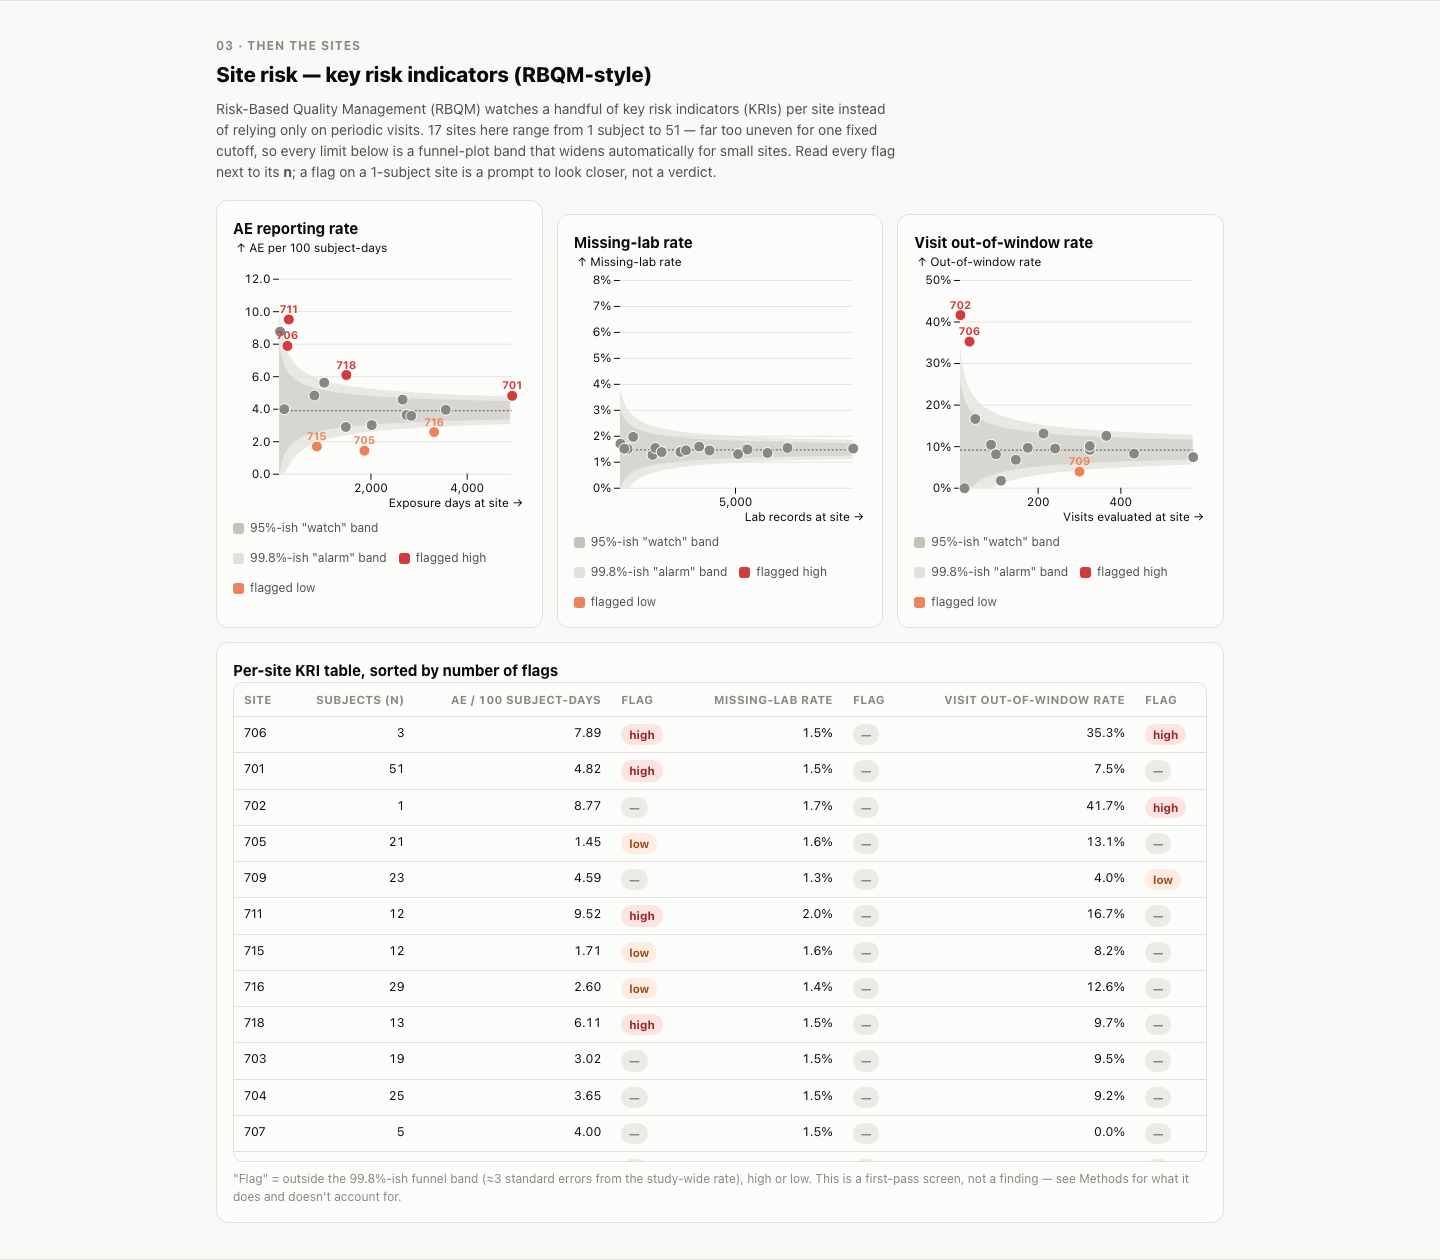 03 · THEN THE SITES
Site risk — key risk indicators (RBQM-style)
Risk-Based Quality Management (RBQM) watches a handful of key risk indicators (KRIs) per site instead
of relying only on periodic visits. 17 sites here range from 1 subject to 51 — far too uneven for one fixed
cutoff, so every limit below is a funnel-plot band that widens automatically for small sites. Read every flag
next to its n; a flag on a 1-subject site is a prompt to look closer, not a verdict.
AE reporting rate
↑ AE per 100 subject-days
12.0
10.0
8.0
6.0
4.0
2.0
0.0
711
706
718
701
715
705
716
2,000
4,000
Exposure days at site →
95%-ish "watch" band
99.8%-ish "alarm" band
flagged high
flagged low
Missing-lab rate
↑ Missing-lab rate
8%
7%
6%
5%
4%
3%
2%
1%
0%
5,000
Lab records at site →
95%-ish "watch" band
99.8%-ish "alarm" band
flagged high
flagged low
Visit out-of-window rate
↑ Out-of-window rate
50%
40%
30%
20%
10%
0%
702
706
709
200
400
Visits evaluated at site →
95%-ish "watch" band
99.8%-ish "alarm" band
flagged high
flagged low
Per-site KRI table, sorted by number of flags
SITE SUBJECTS (N) AE / 100 SUBJECT-DAYS FLAG MISSING-LAB RATE FLAG VISIT OUT-OF-WINDOW RATE FLAG
706 3 7.89 high 1.5% — 35.3% high
701 51 4.82 high 1.5% — 7.5% —
702 1 8.77 — 1.7% — 41.7% high
705 21 1.45 low 1.6% — 13.1% —
709 23 4.59 — 1.3% — 4.0% low
711 12 9.52 high 2.0% — 16.7% —
715 12 1.71 low 1.6% — 8.2% —
716 29 2.60 low 1.4% — 12.6% —
718 13 6.11 high 1.5% — 9.7% —
703 19 3.02 — 1.5% — 9.5% —
704 25 3.65 — 1.5% — 9.2% —
707 5 4.00 — 1.5% — 0.0% —
"Flag" = outside the 99.8%-ish funnel band (≈3 standard errors from the study-wide rate), high or low. This is a first-pass screen, not a finding — see Methods for what it
does and doesn't account for.